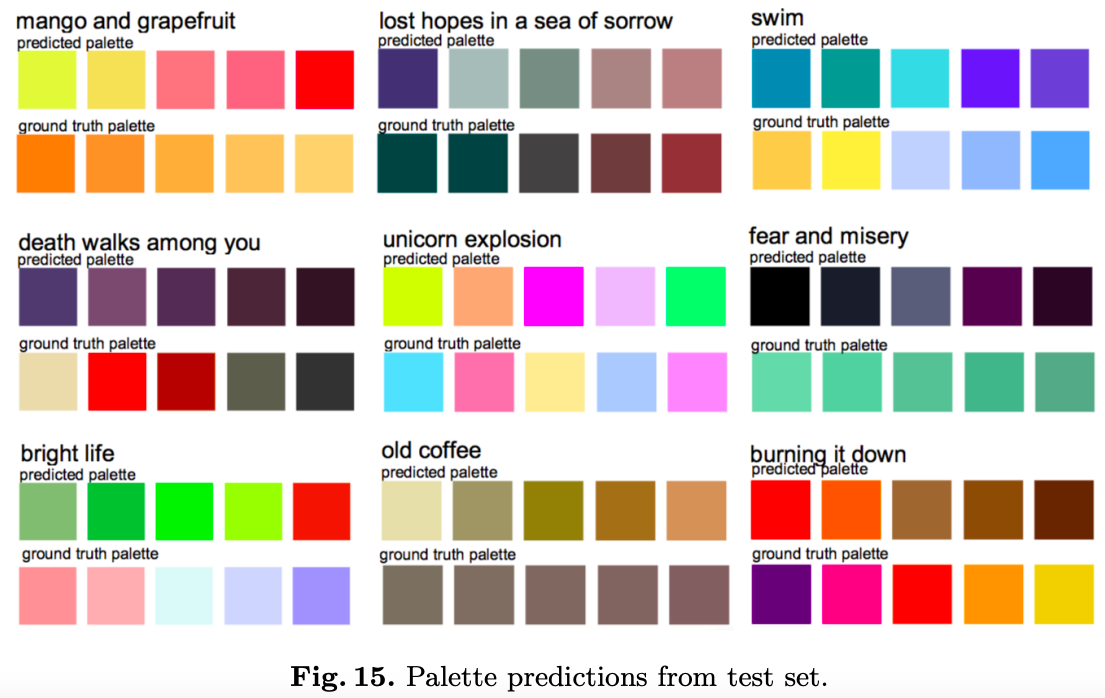 mango and grapefruit
predicted palette
ground truth palette
lost hopes in a sea of sorrow
predicted palette
ground truth palette
swim
predicted palette
ground truth palette
death walks among you
predicted palette
ground truth palette
unicorn explosion
predicted palette
ground truth palette
fear and misery
predicted palette
ground truth palette
bright life
predicted palette
ground truth palette
old coffee
predicted palette
ground truth palette
burning it down
predicted palette
ground truth palette
Fig. 15. Palette predictions from test set.